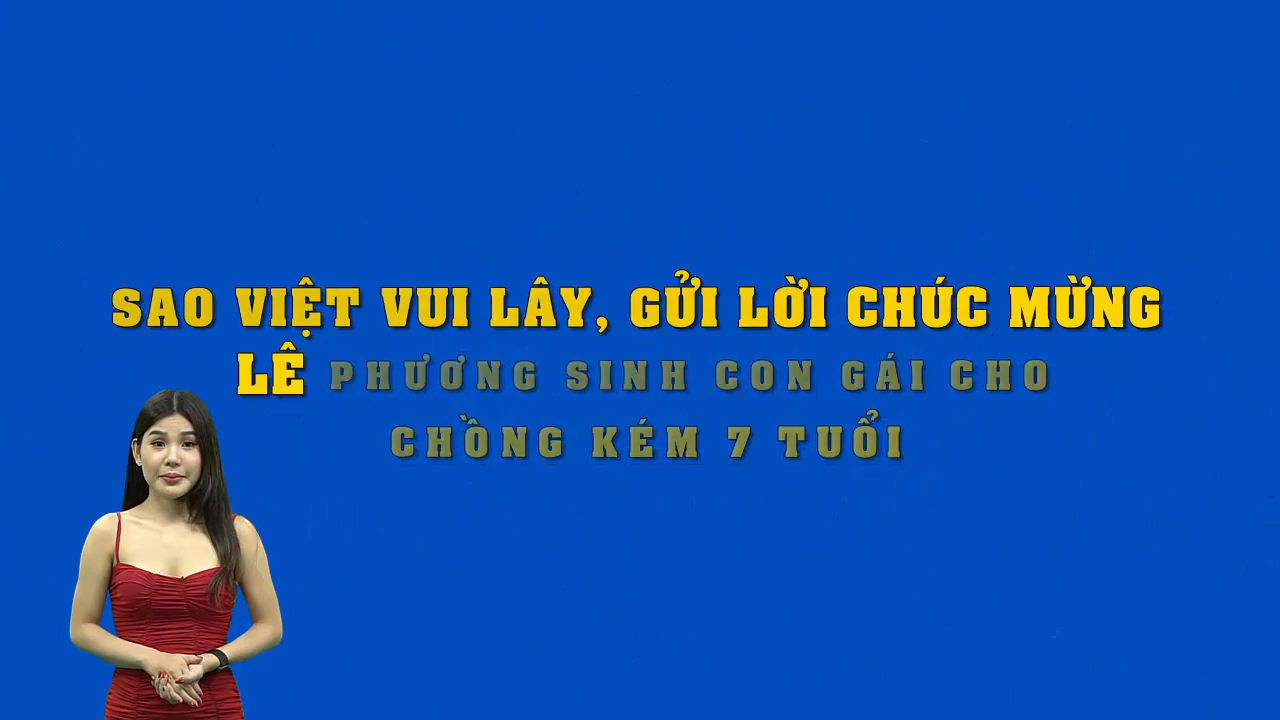 SAO VIỆT VUI LÂY, GỬI LỜI CHÚC MỪNG
LÊ PHƯƠNG SINH CON GÁI CHO
CHỒNG KÉM 7 TUỔI